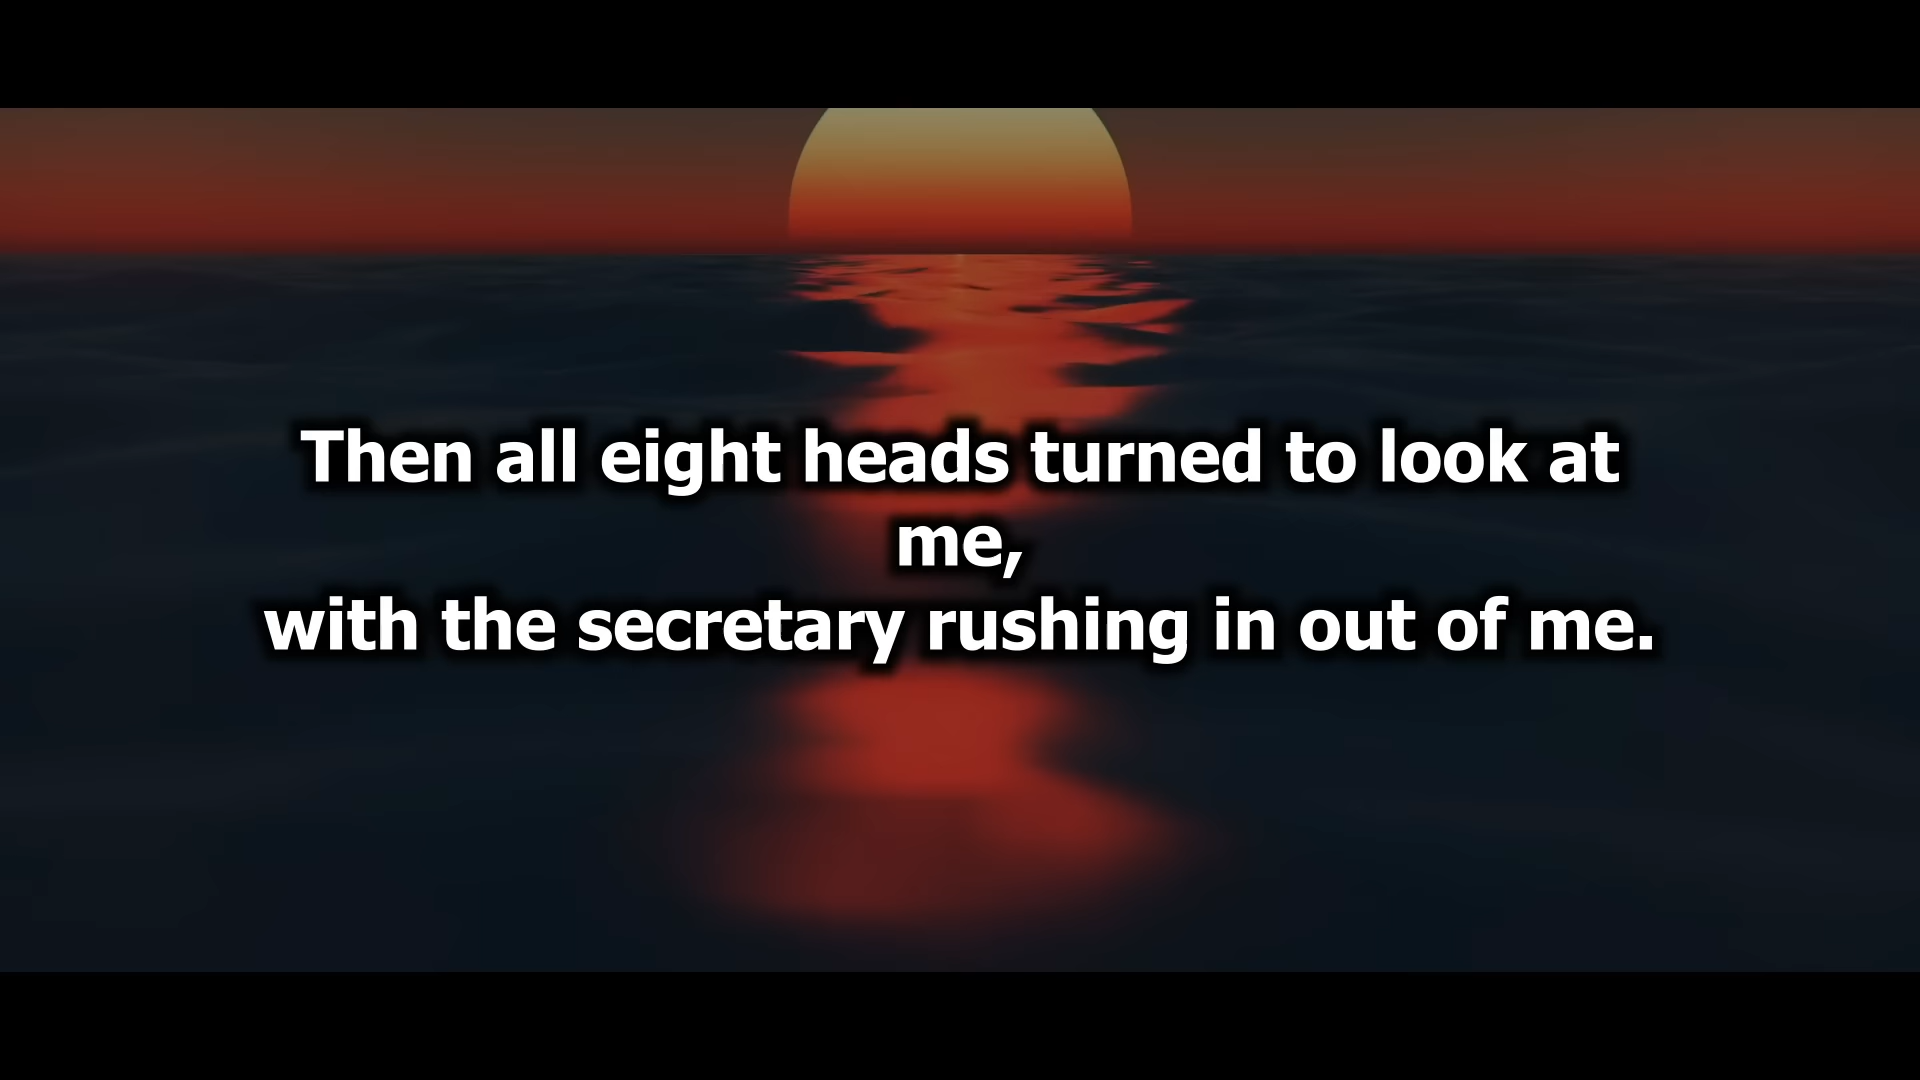 Then all eight heads turned to look at
me,
with the secretary rushing in out of me.